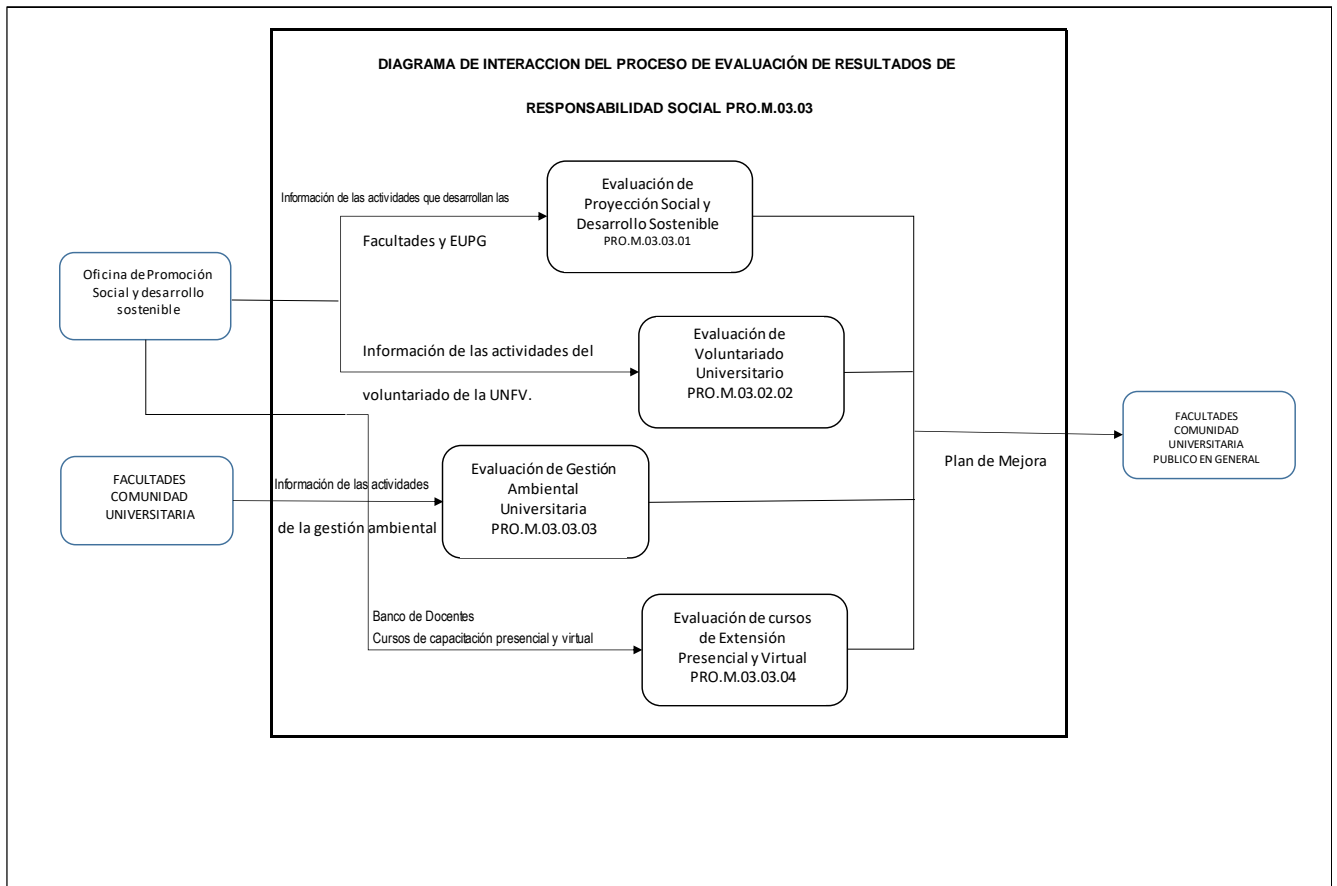 DIAGRAMA DE INTERACCION DEL PROCESO DE EVALUACIÓN DE RESULTADOS DE
RESPONSABILIDAD SOCIAL PRO.M.03.03
Información de las actividades que desarrollan las
Facultades y EUPG
Evaluación de
Proyección Social y
Desarrollo Sostenible
PRO.M.03.03.01
Oficina de Promoción
Social y desarrollo
sostenible
Información de las actividades del
voluntariado de la UNFV.
Evaluación de
Voluntariado
Universitario
PRO.M.03.02.02
FACULTADES
COMUNIDAD
UNIVERSITARIA
PUBLICO EN GENERAL
Plan de Mejora
FACULTADES
COMUNIDAD
UNIVERSITARIA
Información de las actividades
de la gestión ambiental
Evaluación de Gestión
Ambiental
Universitaria
PRO.M.03.03.03
Banco de Docentes
Cursos de capacitación presencial y virtual
Evaluación de cursos
de Extensión
Presencial y Virtual
PRO.M.03.03.04